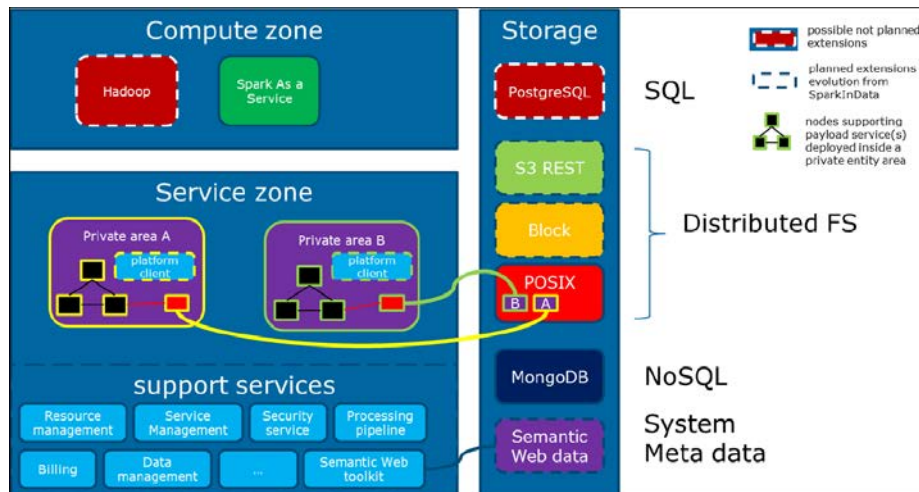 Compute zone
Hadoop
Spark As a
Service
Service zone
Private area A
platform
client
Private area B
platform
client
support services
Resource
management
Service
Management
Security
service
Processing
pipeline
Billing
Data
management
...
Semantic Web
toolkit
Storage
PostgreSQL
S3 REST
Block
POSIX
B
A
MongoDB
Semantic
Web data
SQL
Distributed FS
NoSQL
System
Meta data
possible not planned
extensions
planned extensions
evolution from
SparkInData
nodes supporting
payload service(s)
deployed inside a
private entity area